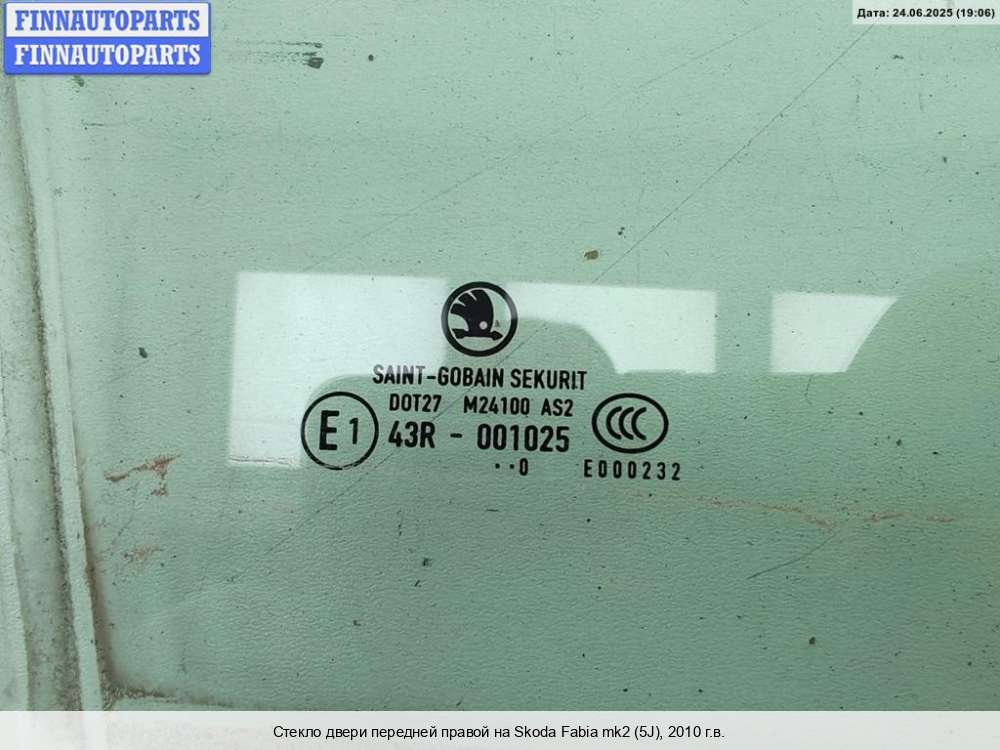 FINNAUTOPARTS
FINNAUTOPARTS
Дата: 24.06.2025 (19:06)
SAINT-GOBAIN SEKURIT
DOT27 M24100 AS2
E1 43R - 001025 CCC
··0 E000232
Стекло двери передней правой на Skoda Fabia mk2 (5J), 2010 г.в.